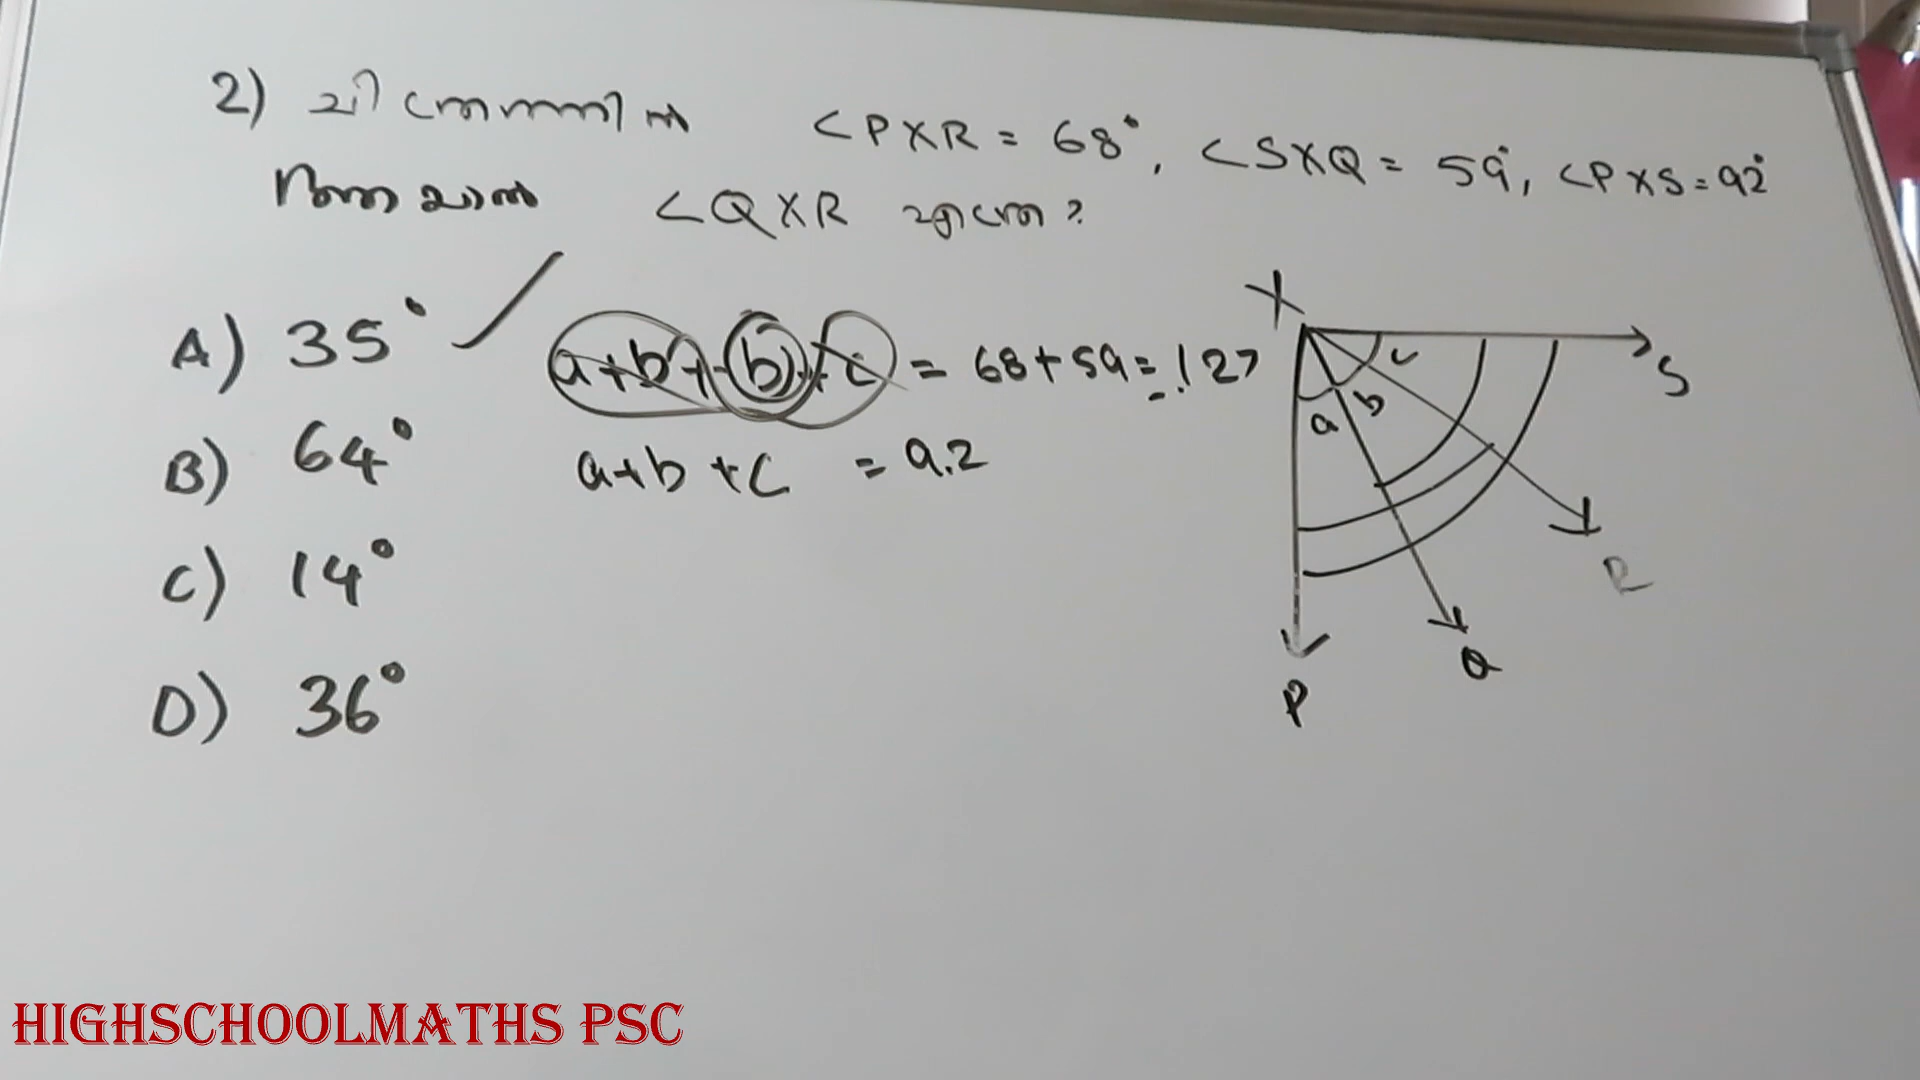 2) ചിത്രത്തിൽ <PXR = 68°, <SXQ = 59°, <PXS = 92°
<QXR എത്ര?
A) 35°
B) 64°
C) 14°
D) 36°
a+b+b+c = 68+59=127
a+b+c = 92
X
S
R
Q
P
a
b
c
HIGHSCHOOLMATHS PSC